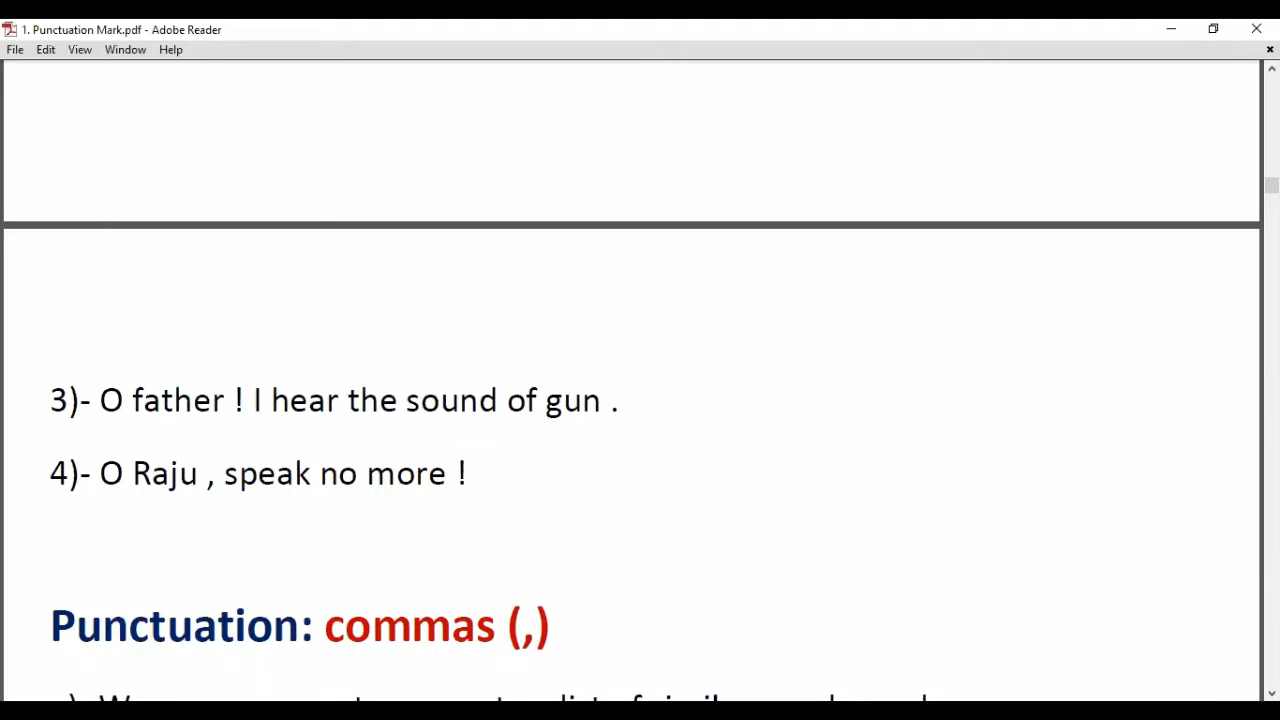 1. Punctuation Mark.pdf - Adobe Reader
File Edit View Window Help
3)- O father ! I hear the sound of gun .
4)- O Raju , speak no more !
Punctuation: commas (,)